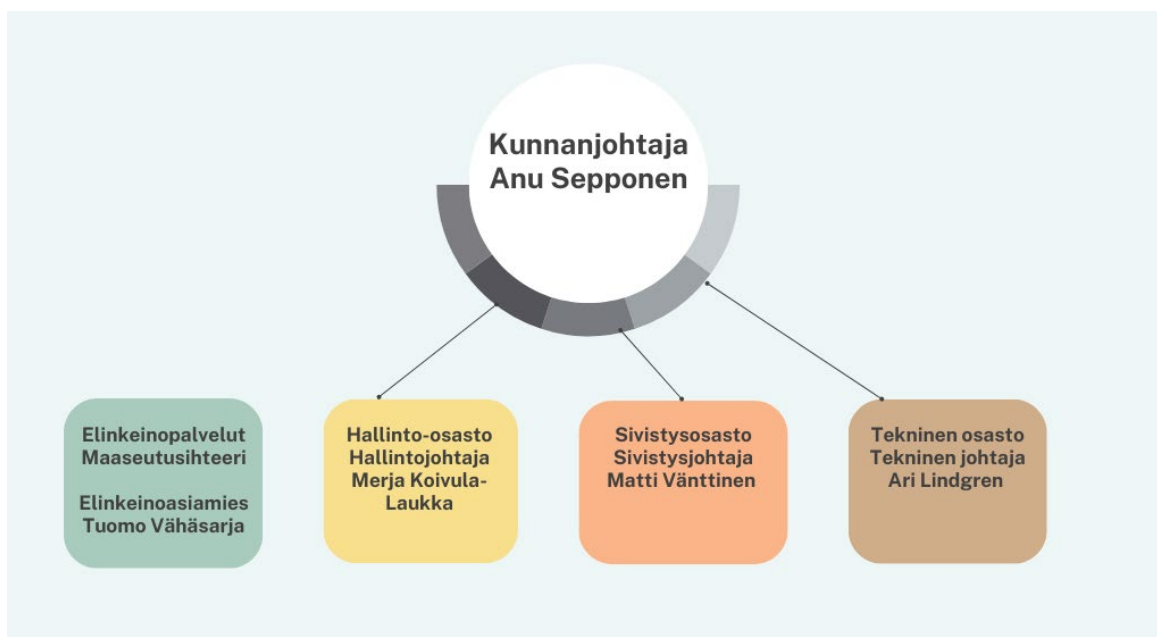 Kunnanjohtaja
Anu Sepponen
Elinkeinopalvelut
Maaseutusihteeri
Elinkeinoasiamies
Tuomo Vähäsarja
Hallinto-osasto
Hallintojohtaja
Merja Koivula-
Laukka
Sivistysosasto
Sivistysjohtaja
Matti Vänttinen
Tekninen osasto
Tekninen johtaja
Ari Lindgren